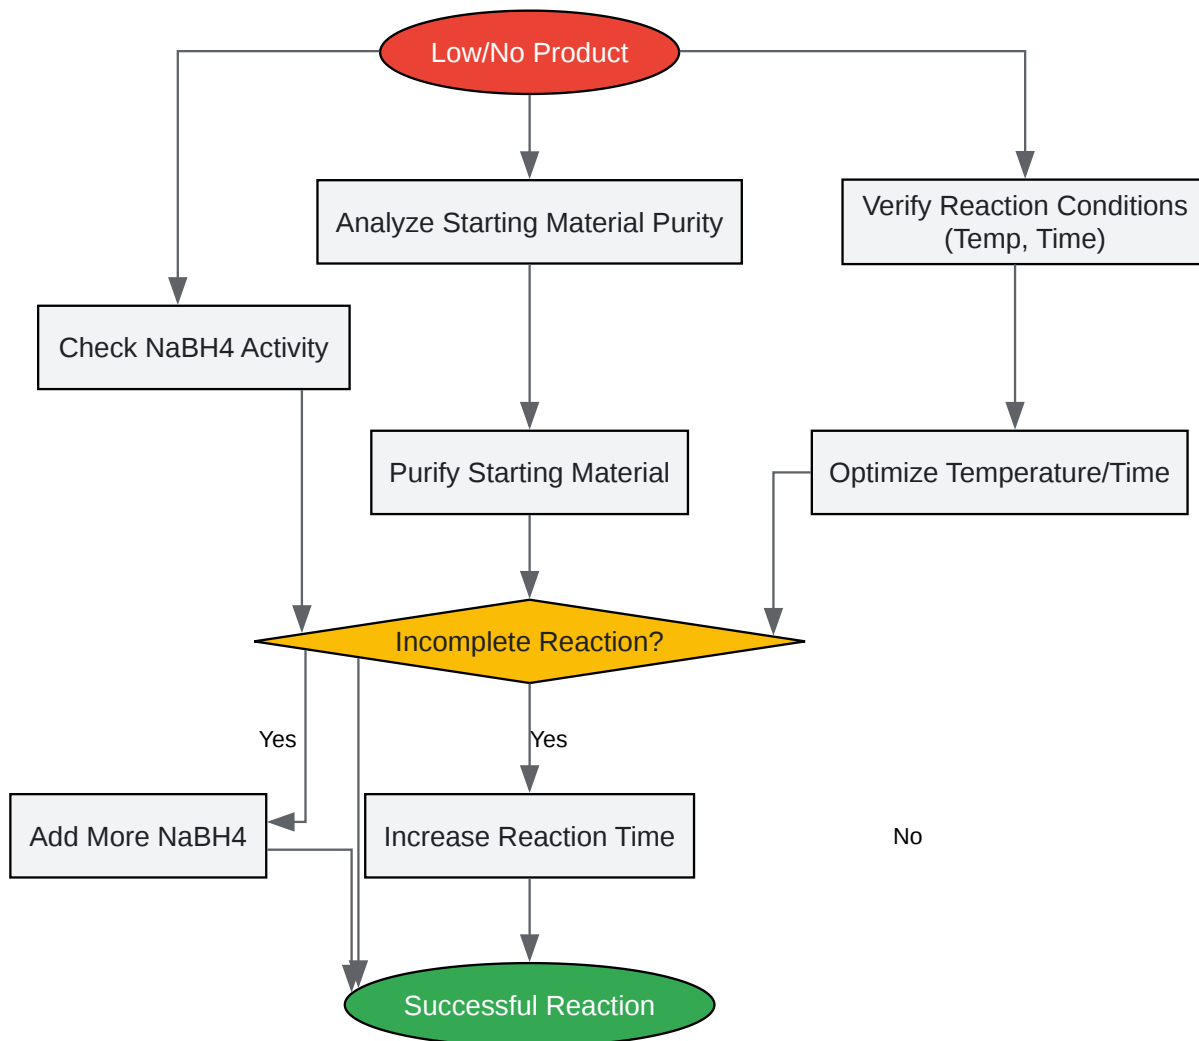 Low/No Product
Analyze Starting Material Purity
Verify Reaction Conditions
(Temp, Time)
Check NaBH4 Activity
Purify Starting Material
Optimize Temperature/Time
Incomplete Reaction?
Yes
Yes
Add More NaBH4
Increase Reaction Time
No
Successful Reaction